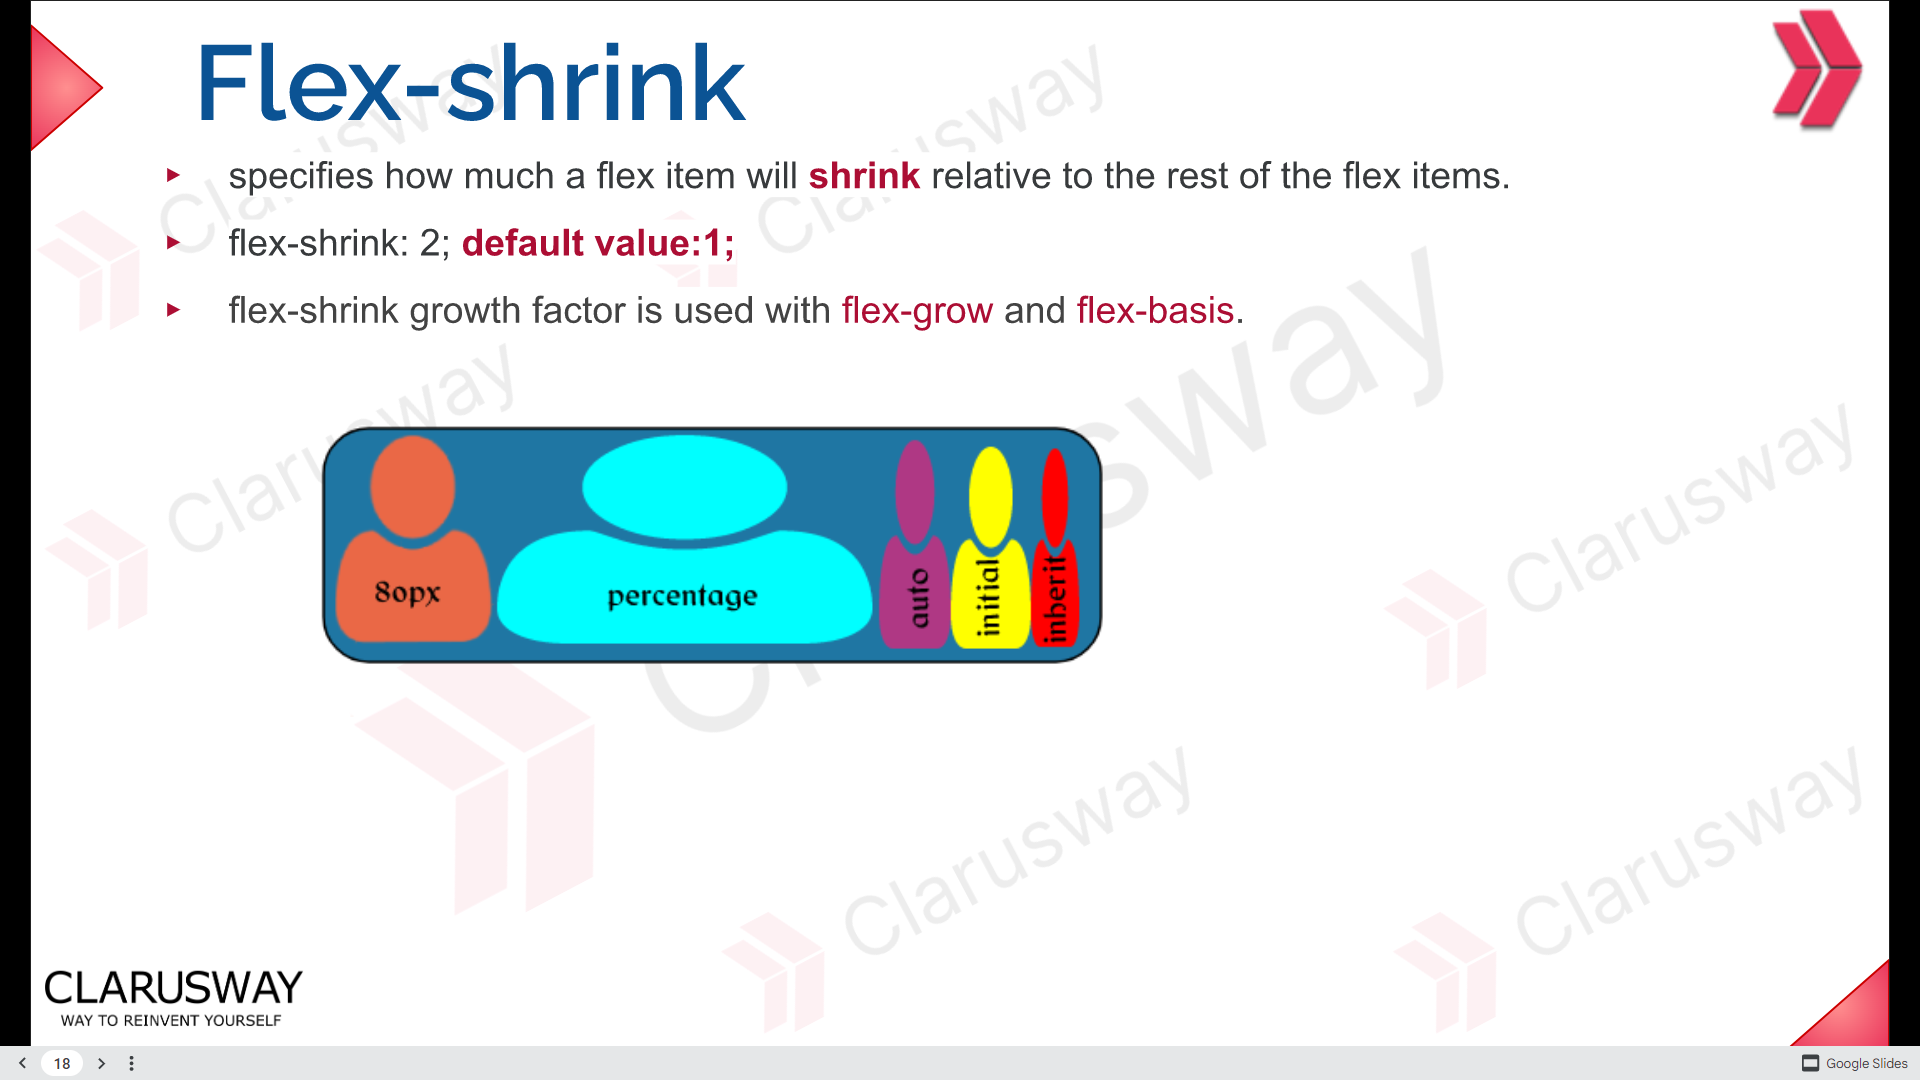 Flex-shrink
specifies how much a flex item will shrink relative to the rest of the flex items.
flex-shrink: 2; default value:1;
flex-shrink growth factor is used with flex-grow and flex-basis.
80px
percentage
auto
initial
inherit
Clarusway
Clarusway
Clarusway
Clarusway
Clarusway
Clarusway
Clarusway
CLARUSWAY
WAY TO REINVENT YOURSELF
18
Google Slides